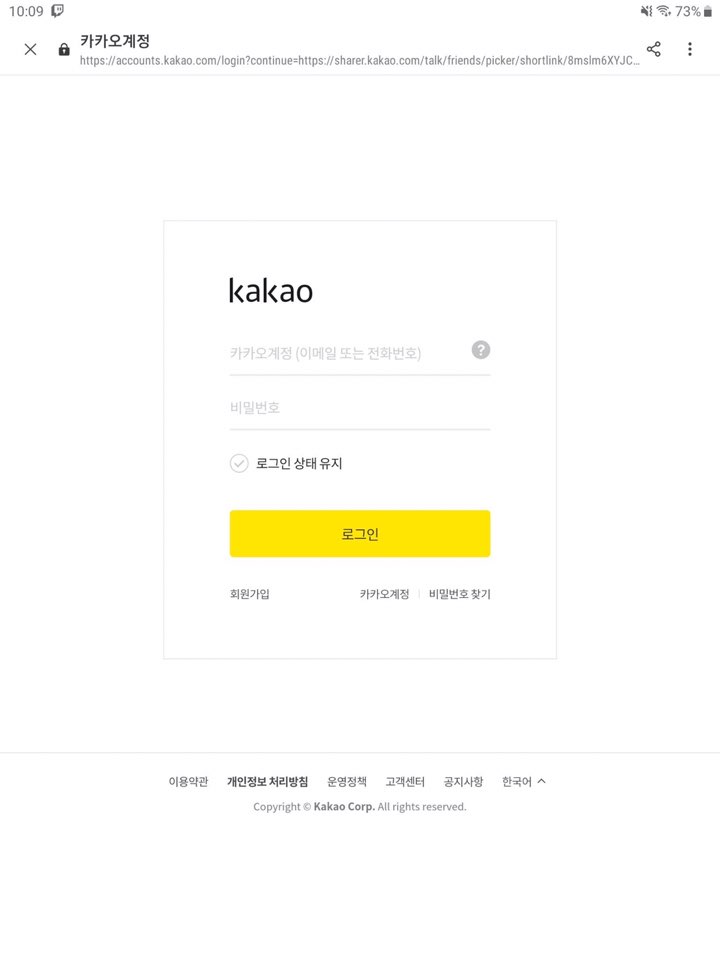 10:09 73%
카카오계정
https://accounts.kakao.com/login?continue=https://sharer.kakao.com/talk/friends/picker/shortlink/8mslm6XYJC...
kakao
카카오계정 (이메일 또는 전화번호) ?
비밀번호
로그인 상태 유지
로그인
회원가입 카카오계정 | 비밀번호 찾기
이용약관 개인정보 처리방침 운영정책 고객센터 공지사항 한국어
Copyright © Kakao Corp. All rights reserved.